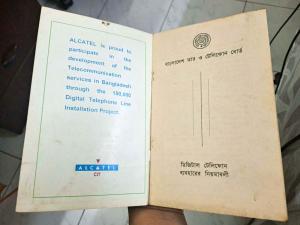 ALCATEL is proud to
participate in the
development of the
Telecommunication
services in Bangladesh
through the 150,000
Digital Telephone Line
Installation Project.
ALCATEL
CIT
বাংলাদেশ তার ও টেলিফোন বোর্ড
ডিজিটাল টেলিফোন
ব্যবহারের নিয়মাবলী